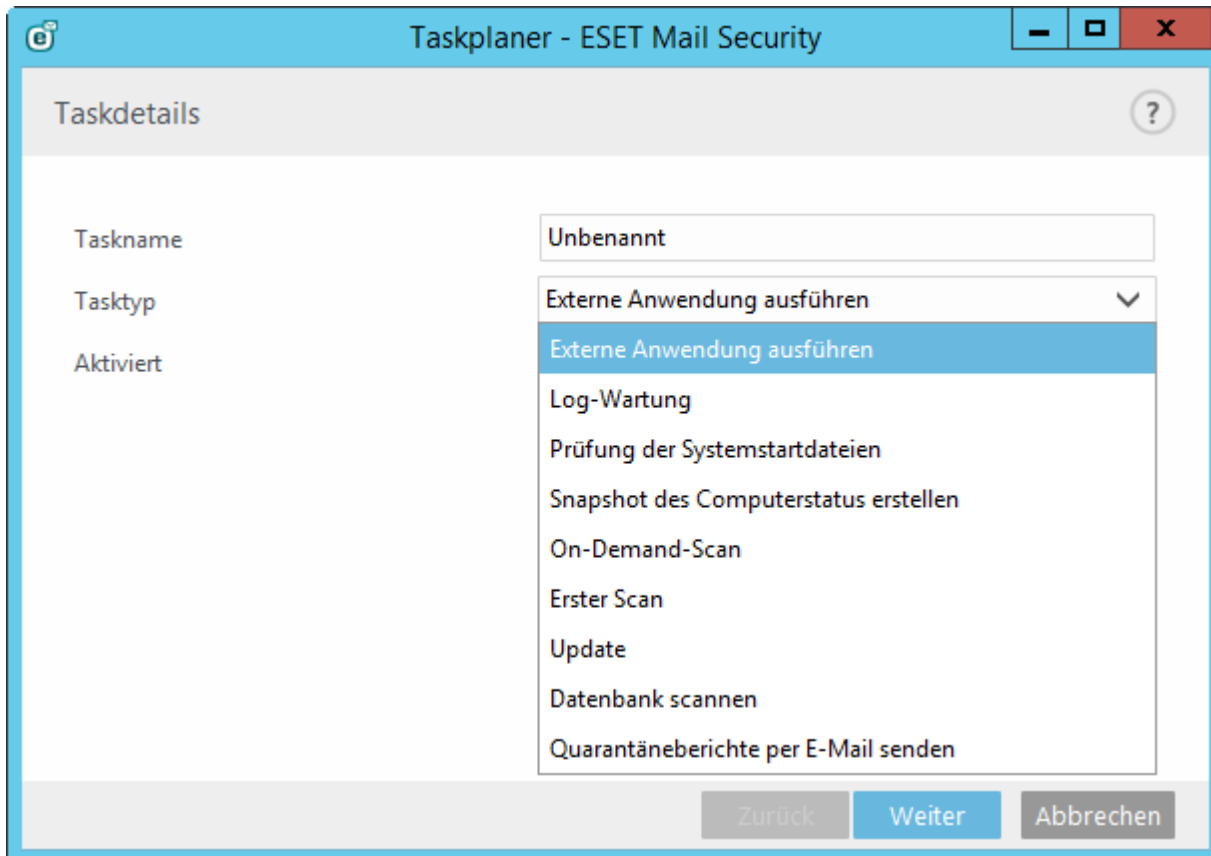 Taskplaner - ESET Mail Security
Taskdetails
?
Taskname
Unbenannt
Tasktyp
Externe Anwendung ausführen
Aktiviert
Externe Anwendung ausführen
Log-Wartung
Prüfung der Systemstartdateien
Snapshot des Computerstatus erstellen
On-Demand-Scan
Erster Scan
Update
Datenbank scannen
Quarantäneberichte per E-Mail senden
Zurück Weiter Abbrechen